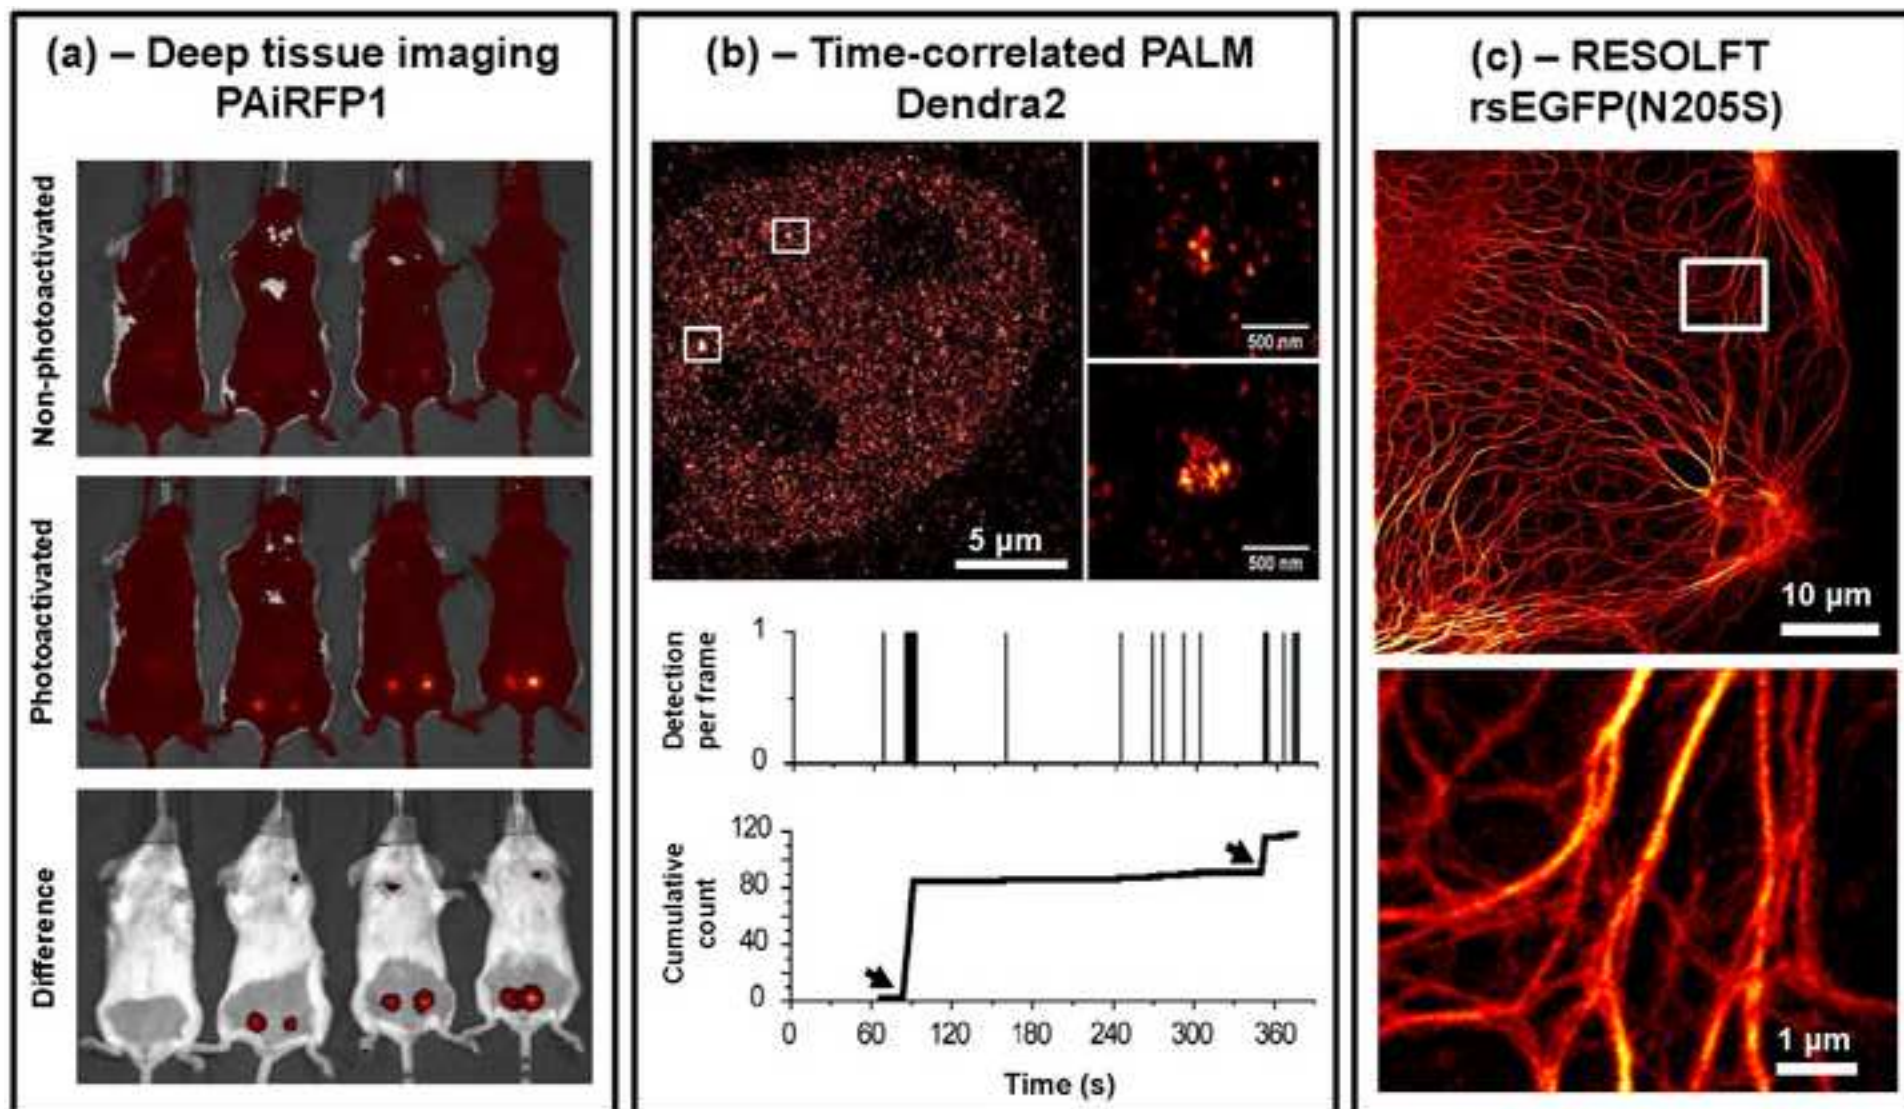 (a) – Deep tissue imaging
PAiRFP1
Non-photoactivated
Photoactivated
Difference
(b) – Time-correlated PALM
Dendra2
5 µm
500 nm
500 nm
Detection
per frame
1
0
Cumulative
count
120
80
40
0
0
60
120
180
240
300
360
Time (s)
(c) – RESOLFT
rsEGFP(N205S)
10 µm
1 µm